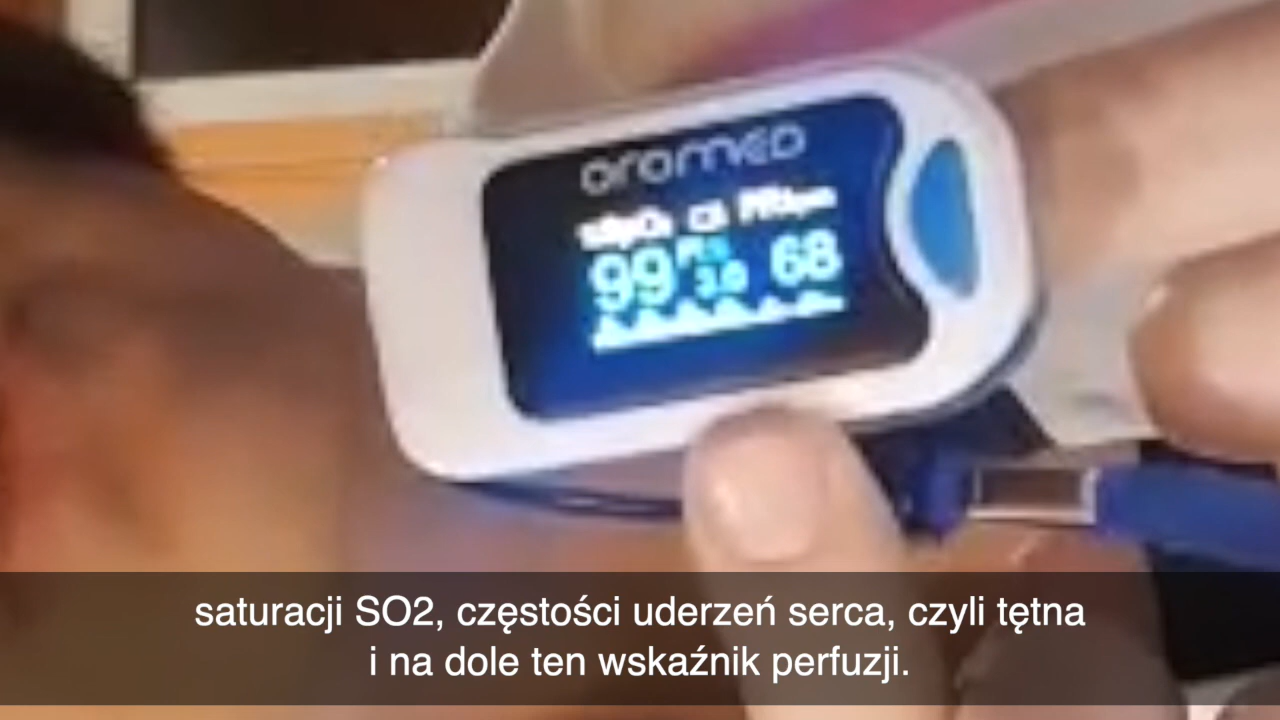 oromed
%SpO₂ PRbpm
99 PI% 3.0 68
saturacji SO2, częstości uderzeń serca, czyli tętna
i na dole ten wskaźnik perfuzji.